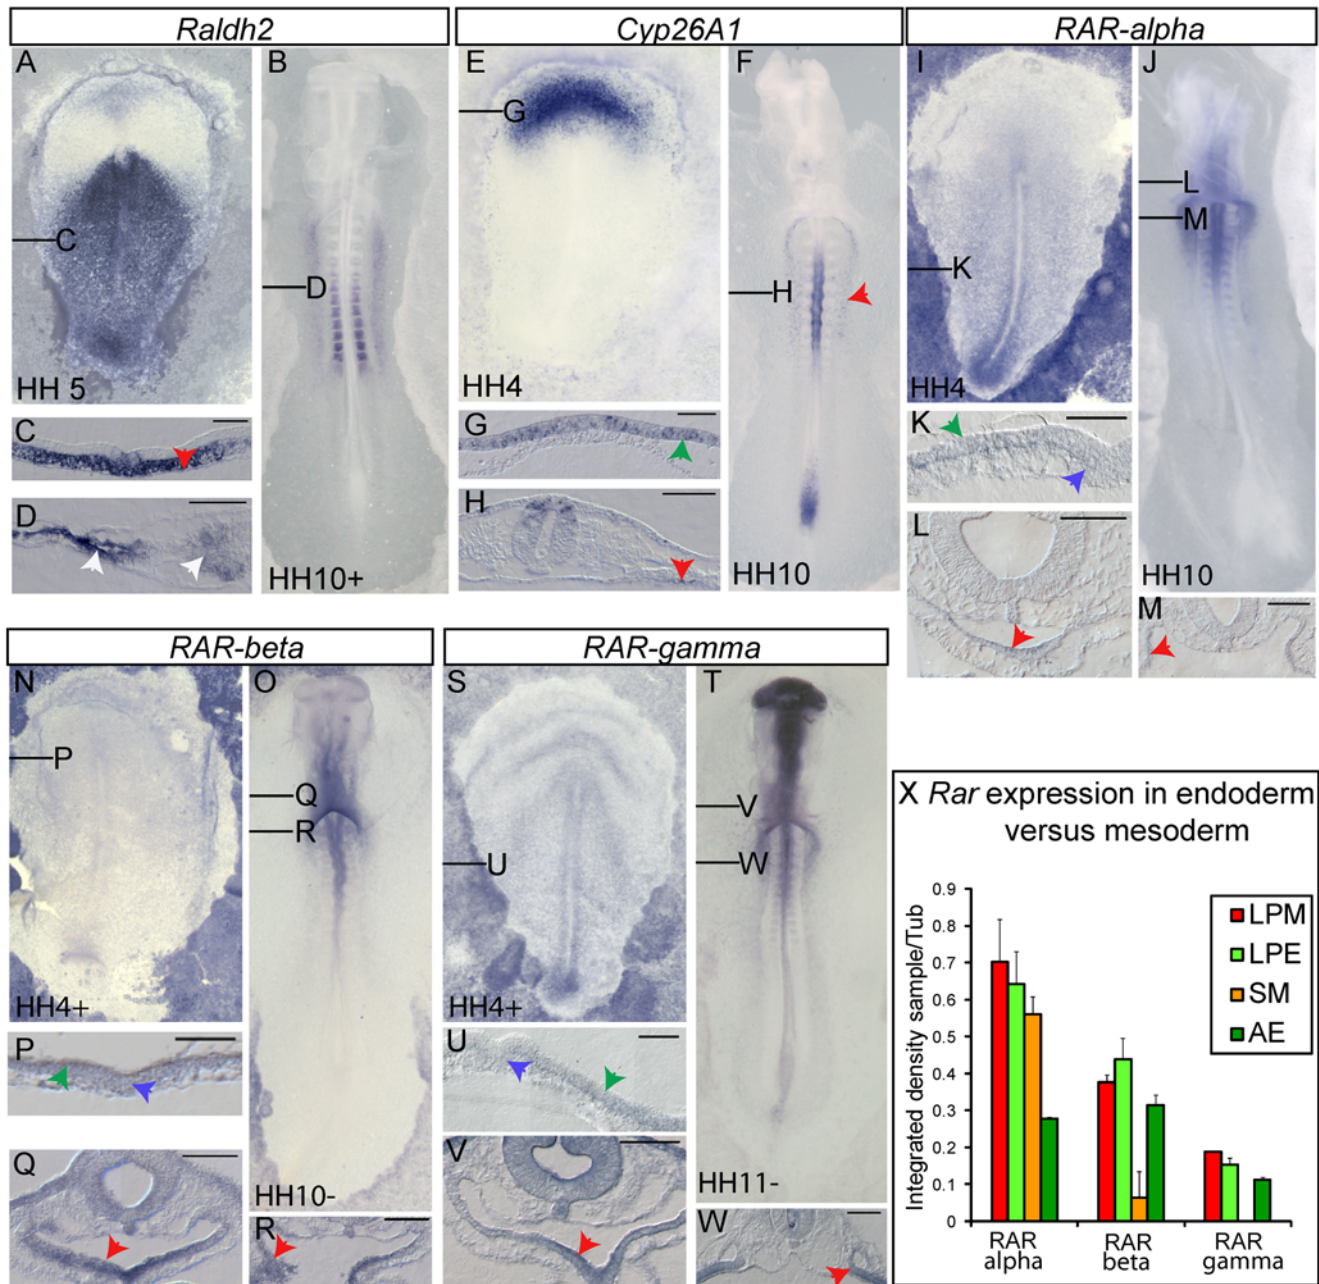 Raldh2
Cyp26A1
RAR-alpha
A
B
E
F
I
J
G
L
M
C
K
D
H
HH 5
HH4
HH4
C
G
K
D
H
L
HH10+
HH10
HH10
M
RAR-beta
RAR-gamma
N
O
S
T
P
Q
V
R
U
W
X Rar expression in endoderm
versus mesoderm
HH4+
HH4+
P
U
Q
V
HH10-
HH11-
R
W
Integrated density sample/Tub
0.9
0.8
0.7
0.6
0.5
0.4
0.3
0.2
0.1
0
LPM
LPE
SM
AE
RAR
alpha
RAR
beta
RAR
gamma